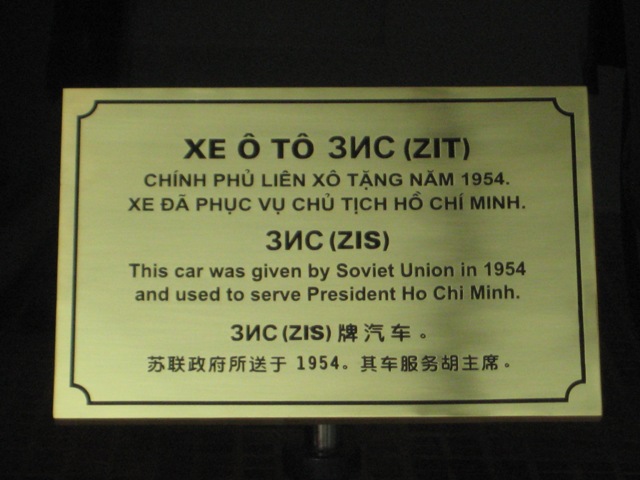 XE Ô TÔ ЗИС (ZIT)
CHÍNH PHỦ LIÊN XÔ TẶNG NĂM 1954.
XE ĐÃ PHỤC VỤ CHỦ TỊCH HỒ CHÍ MINH.
ЗИС (ZIS)
This car was given by Soviet Union in 1954
and used to serve President Ho Chi Minh.
ЗИС (ZIS) 牌汽车。
苏联政府所送于 1954。其车服务胡主席。